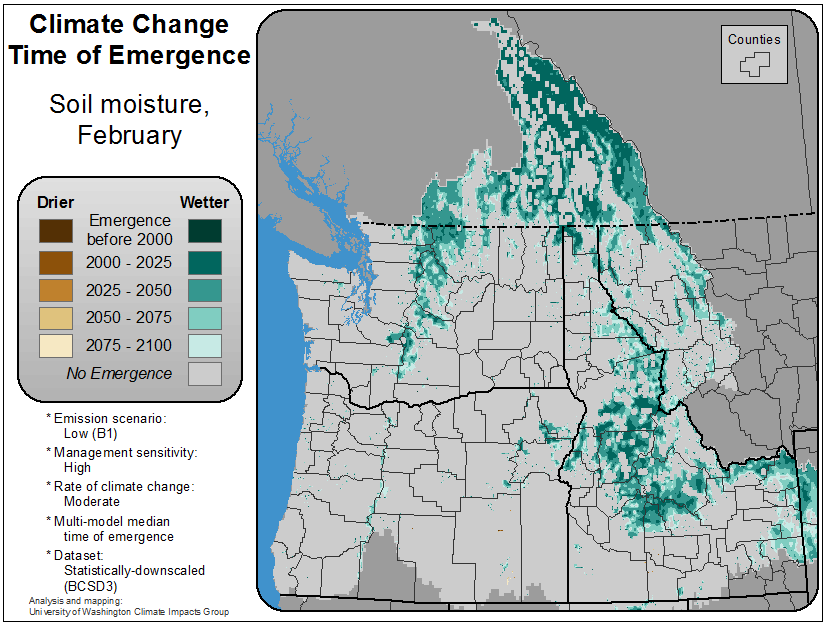 Climate Change
Time of Emergence
Soil moisture,
February
Drier
Wetter
Emergence
before 2000
2000 - 2025
2025 - 2050
2050 - 2075
2075 - 2100
No Emergence
* Emission scenario:
Low (B1)
* Management sensitivity:
High
* Rate of climate change:
Moderate
* Multi-model median
time of emergence
* Dataset:
Statistically-downscaled
(BCSD3)
Analysis and mapping:
University of Washington Climate Impacts Group
Counties